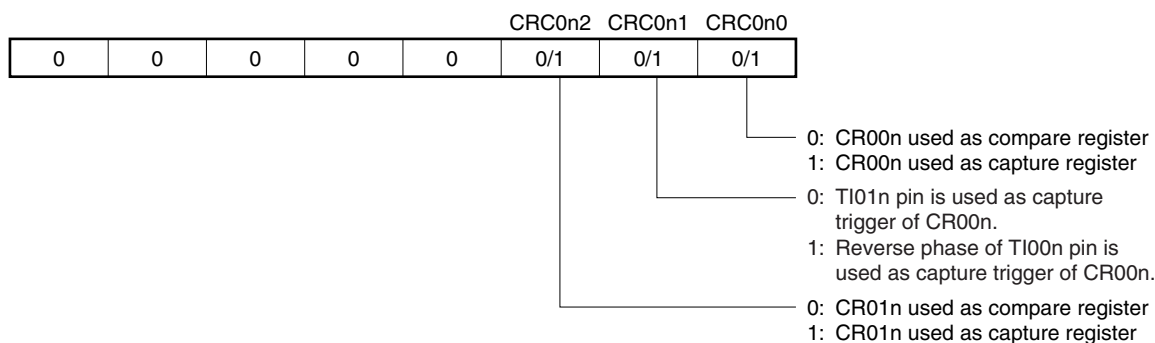 CRC0n2 CRC0n1 CRC0n0
0 0 0 0 0 0/1 0/1 0/1
0: CR00n used as compare register
1: CR00n used as capture register
0: TI01n pin is used as capture
trigger of CR00n.
1: Reverse phase of TI00n pin is
used as capture trigger of CR00n.
0: CR01n used as compare register
1: CR01n used as capture register